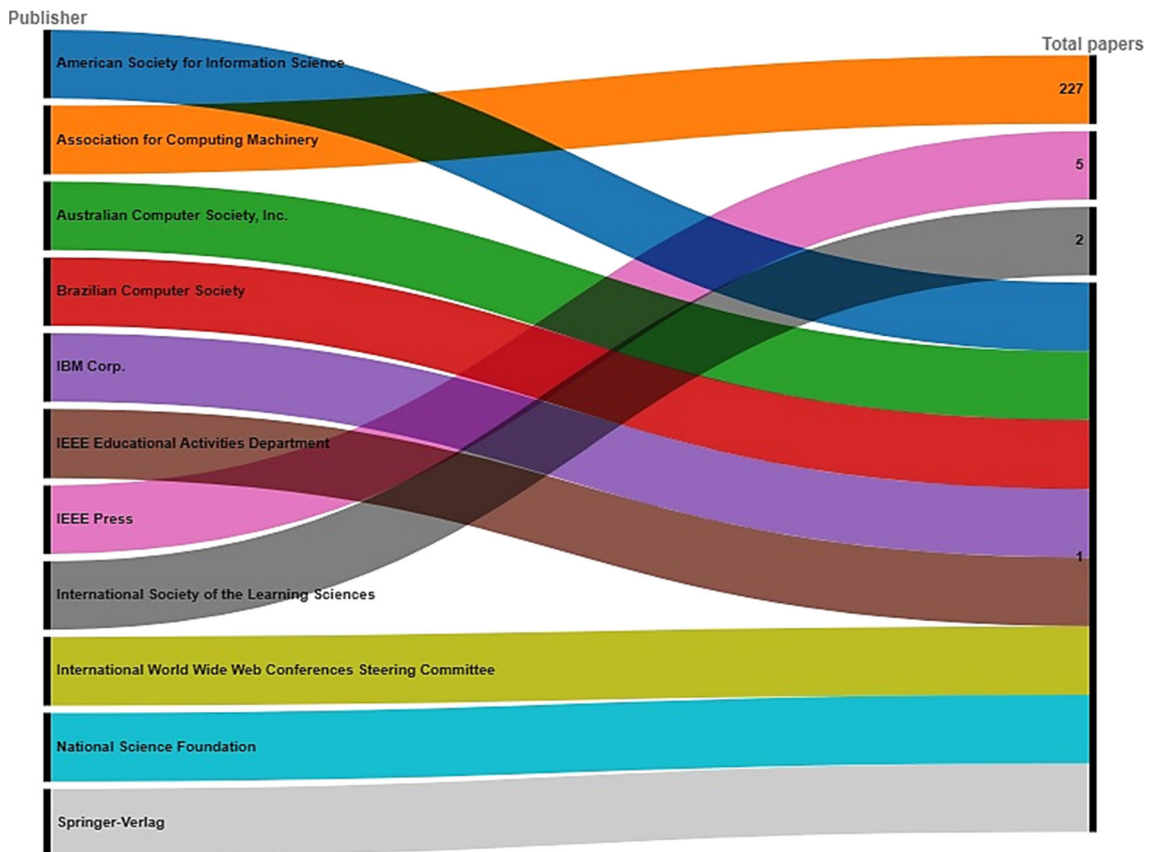 Publisher
Total papers
American Society for Information Science
227
Association for Computing Machinery
5
Australian Computer Society, Inc.
2
Brazilian Computer Society
IBM Corp.
IEEE Educational Activities Department
IEEE Press
1
International Society of the Learning Sciences
International World Wide Web Conferences Steering Committee
National Science Foundation
Springer-Verlag